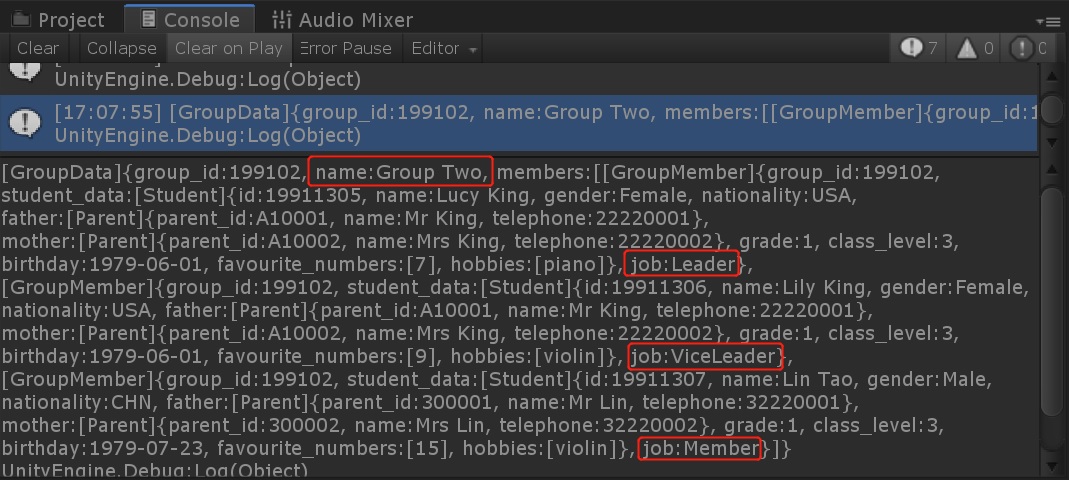 Project Console Audio Mixer
Clear Collapse Clear on Play Error Pause Editor 7 0
UnityEngine.Debug:Log(Object)
[17:07:55] [GroupData]{group_id:199102, name:Group Two, members:[[GroupMember]{group_id:1
UnityEngine.Debug:Log(Object)
[GroupData]{group_id:199102, name:Group Two, members:[[GroupMember]{group_id:199102,
student_data:[Student]{id:19911305, name:Lucy King, gender:Female, nationality:USA,
father:[Parent]{parent_id:A10001, name:Mr King, telephone:22220001},
mother:[Parent]{parent_id:A10002, name:Mrs King, telephone:22220002}, grade:1, class_level:3,
birthday:1979-06-01, favourite_numbers:[7], hobbies:[piano]}, job:Leader},
[GroupMember]{group_id:199102, student_data:[Student]{id:19911306, name:Lily King, gender:Female,
nationality:USA, father:[Parent]{parent_id:A10001, name:Mr King, telephone:22220001},
mother:[Parent]{parent_id:A10002, name:Mrs King, telephone:22220002}, grade:1, class_level:3,
birthday:1979-06-01, favourite_numbers:[9], hobbies:[violin]}, job:ViceLeader},
[GroupMember]{group_id:199102, student_data:[Student]{id:19911307, name:Lin Tao, gender:Male,
nationality:CHN, father:[Parent]{parent_id:300001, name:Mr Lin, telephone:32220001},
mother:[Parent]{parent_id:300002, name:Mrs Lin, telephone:32220002}, grade:1, class_level:3,
birthday:1979-07-23, favourite_numbers:[15], hobbies:[violin]}, job:Member}]}
UnityEngine.Debug:Log(Object)